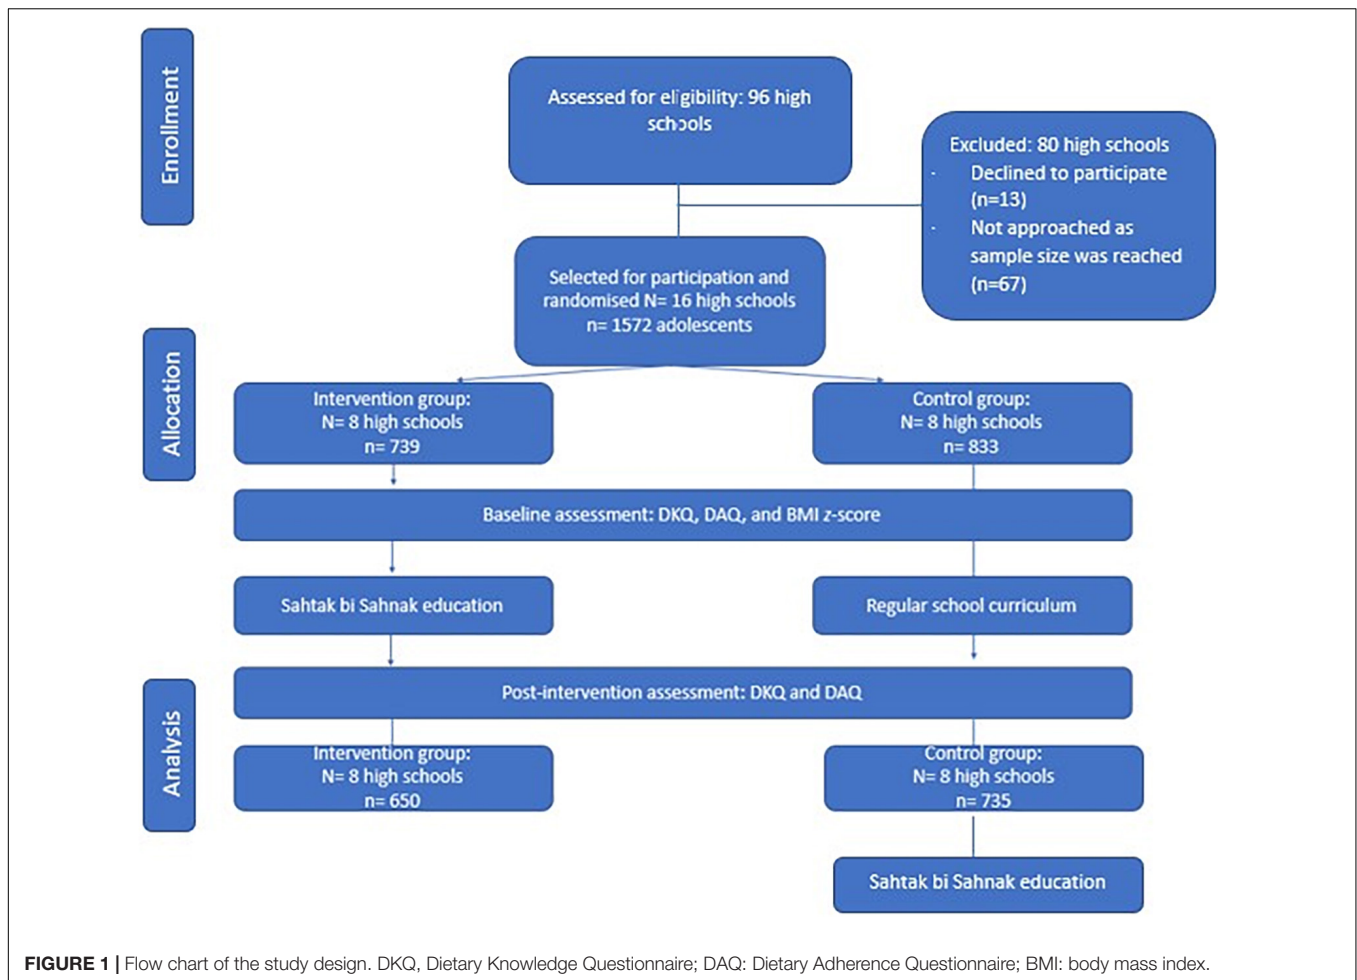 Enrollment
Assessed for eligibility: 96 high
schools
Excluded: 80 high schools
- Declined to participate
(n=13)
- Not approached as
sample size was reached
(n=67)
Selected for participation and
randomised N= 16 high schools
n= 1572 adolescents
Allocation
Intervention group:
N= 8 high schools
n= 739
Control group:
N= 8 high schools
n= 833
Baseline assessment: DKQ, DAQ, and BMI z-score
Sahtak bi Sahnak education
Regular school curriculum
Post-intervention assessment: DKQ and DAQ
Analysis
Intervention group:
N= 8 high schools
n= 650
Control group:
N= 8 high schools
n= 735
Sahtak bi Sahnak education
FIGURE 1 | Flow chart of the study design. DKQ, Dietary Knowledge Questionnaire; DAQ: Dietary Adherence Questionnaire; BMI: body mass index.